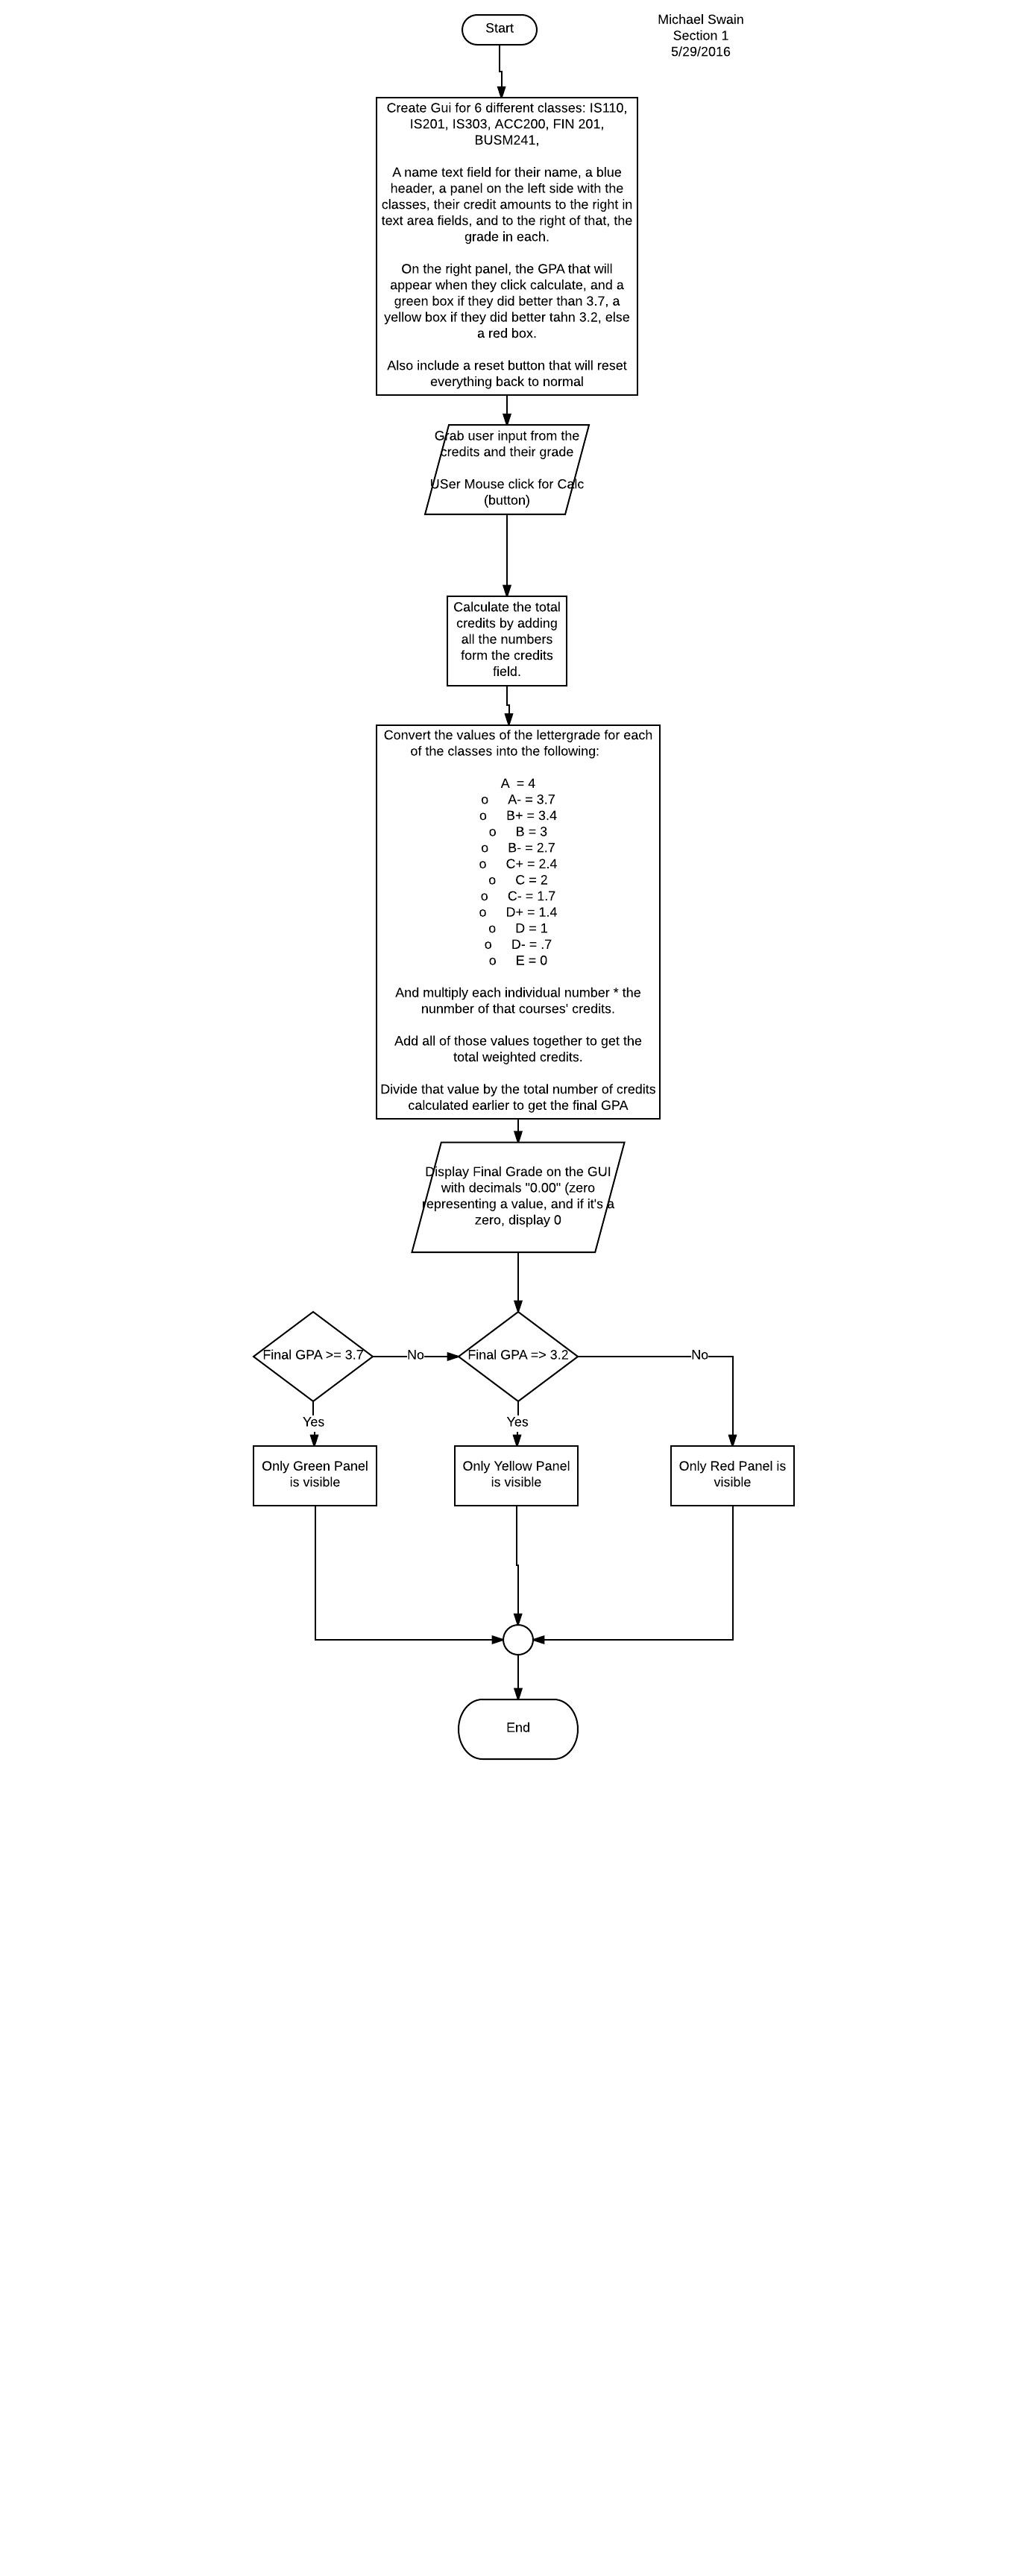 Start
Michael Swain
Section 1
5/29/2016
Create Gui for 6 different classes: IS110,
IS201, IS303, ACC200, FIN 201,
BUSM241,
A name text field for their name, a blue
header, a panel on the left side with the
classes, their credit amounts to the right in
text area fields, and to the right of that, the
grade in each.
On the right panel, the GPA that will
appear when they click calculate, and a
green box if they did better than 3.7, a
yellow box if they did better tahn 3.2, else
a red box.
Also include a reset button that will reset
everything back to normal
Grab user input from the
credits and their grade
USer Mouse click for Calc
(button)
Calculate the total
credits by adding
all the numbers
form the credits
field.
Convert the values of the lettergrade for each
of the classes into the following:
A  = 4
o A- = 3.7
o B+ = 3.4
o B = 3
o B- = 2.7
o C+ = 2.4
o C = 2
o C- = 1.7
o D+ = 1.4
o D = 1
o D- = .7
o E = 0
And multiply each individual number * the
nunmber of that courses' credits.
Add all of those values together to get the
total weighted credits.
Divide that value by the total number of credits
calculated earlier to get the final GPA
Display Final Grade on the GUI
with decimals "0.00" (zero
representing a value, and if it's a
zero, display 0
Final GPA >= 3.7
No
Final GPA => 3.2
No
Yes
Yes
Only Green Panel
is visible
Only Yellow Panel
is visible
Only Red Panel is
visible
End